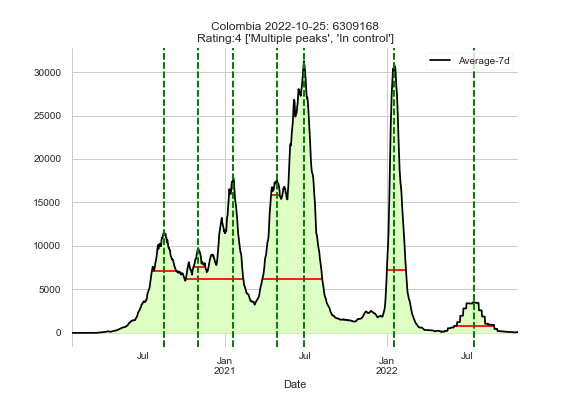 Colombia 2022-10-25: 6309168
Rating:4 ['Multiple peaks', 'In control']
Average-7d
30000
25000
20000
15000
10000
5000
0
Jul
Jan
2021
Jul
Jan
2022
Jul
Date